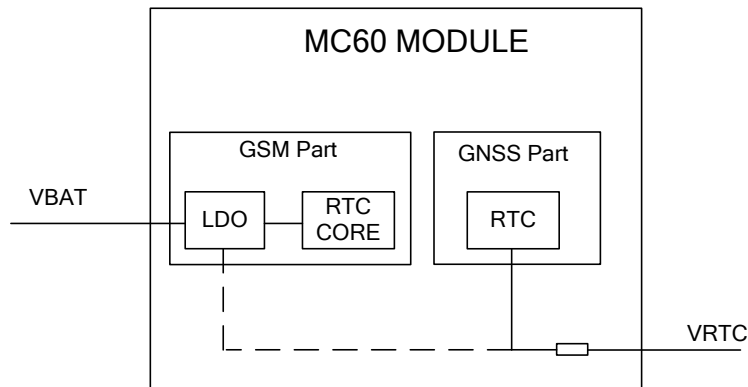 MC60 MODULE
GSM Part
GNSS Part
VBAT
LDO
RTC
CORE
RTC
VRTC